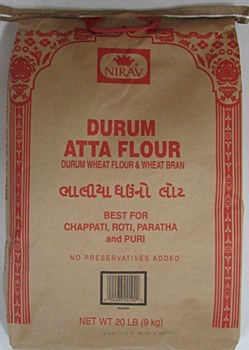 NIRAV
DURUM
ATTA FLOUR
DURUM WHEAT FLOUR & WHEAT BRAN
ભાલીયા ઘઉંનો લોટ
BEST FOR
CHAPPATI, ROTI, PARATHA
and PURI
NO PRESERVATIVES ADDED
NET WT 20 LB (9 kg)